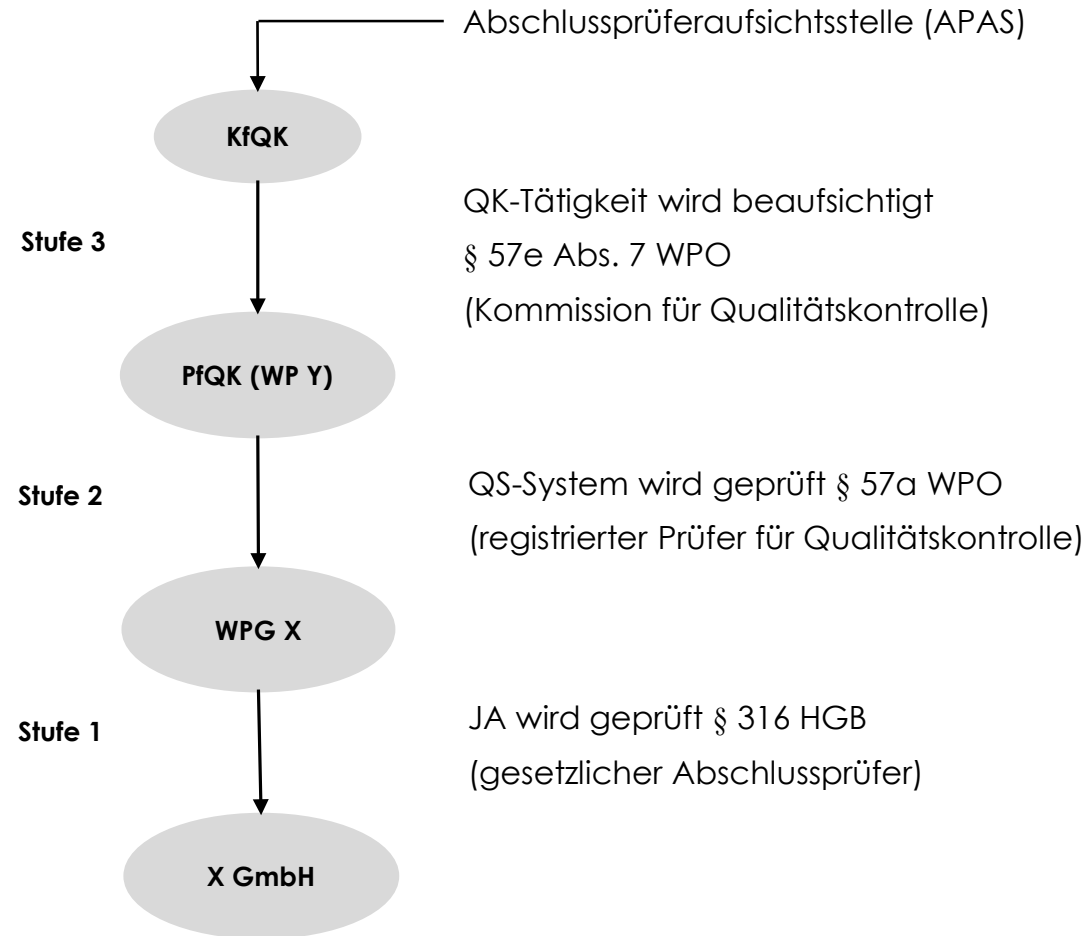 Abschlussprüferaufsichtsstelle (APAS)
KfQK
Stufe 3
QK-Tätigkeit wird beaufsichtigt
§ 57e Abs. 7 WPO
(Kommission für Qualitätskontrolle)
PfQK (WP Y)
Stufe 2
QS-System wird geprüft § 57a WPO
(registrierter Prüfer für Qualitätskontrolle)
WPG X
Stufe 1
JA wird geprüft § 316 HGB
(gesetzlicher Abschlussprüfer)
X GmbH